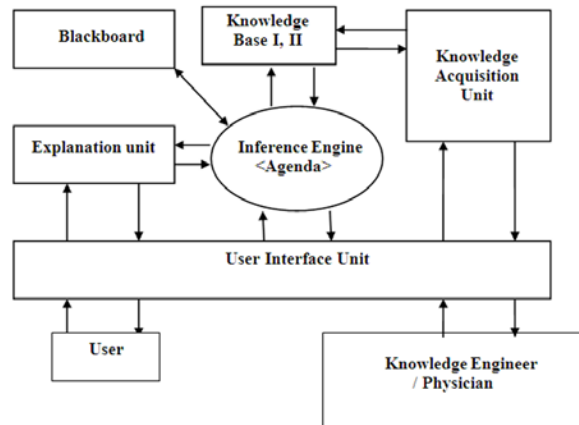 Blackboard
Knowledge
Base I, II
Knowledge
Acquisition
Unit
Explanation unit
Inference Engine
<Agenda>
User Interface Unit
User
Knowledge Engineer
/ Physician